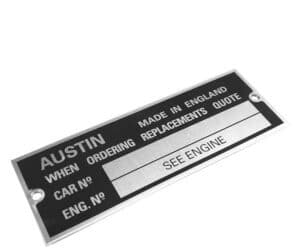 AUSTIN MADE IN ENGLAND
WHEN ORDERING REPLACEMENTS QUOTE
CAR Nº
ENG. Nº SEE ENGINE